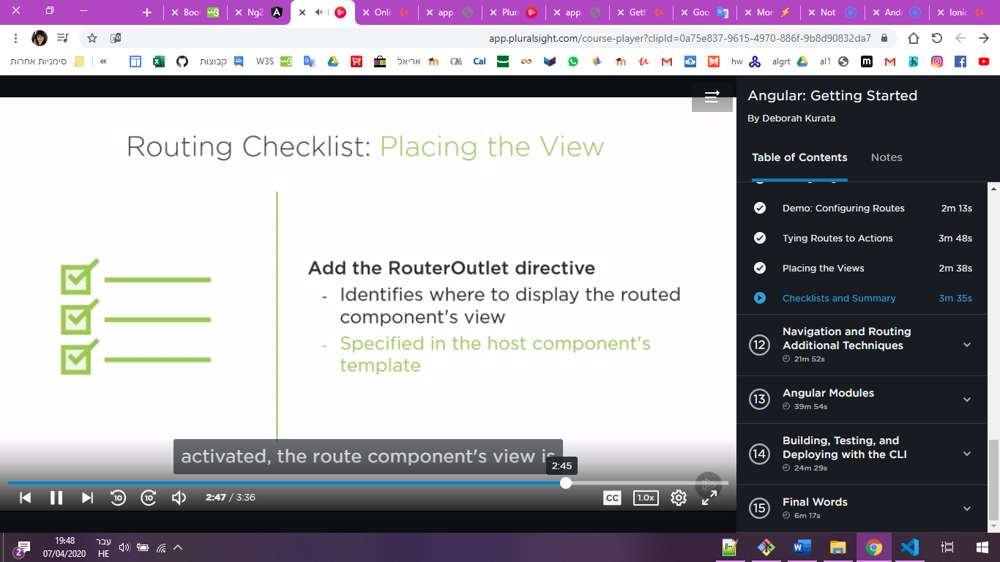 Boot
Ng2
Onli
app.
Plura
app.
Gett
Goo
Mon
Not
Andr
Ionic
app.pluralsight.com/course-player?clipId=0a75e837-9615-4970-886f-9b8d90832da7
סימניות אחרות
«
קבוצות
W3S
אריאל
Cal
hw
algrt
al1
Routing Checklist: Placing the View
Add the RouterOutlet directive
- Identifies where to display the routed
component's view
- Specified in the host component's
template
activated, the route component's view is
2:45
10
10
2:47 / 3:36
CC
1.0x
Angular: Getting Started
By Deborah Kurata
Table of Contents
Notes
Demo: Configuring Routes 2m 13s
Tying Routes to Actions 3m 48s
Placing the Views 2m 38s
Checklists and Summary 3m 35s
12
Navigation and Routing
Additional Techniques
21m 52s
13
Angular Modules
39m 54s
14
Building, Testing, and
Deploying with the CLI
24m 29s
15
Final Words
6m 17s
2
19:48
07/04/2020
עבר
HE